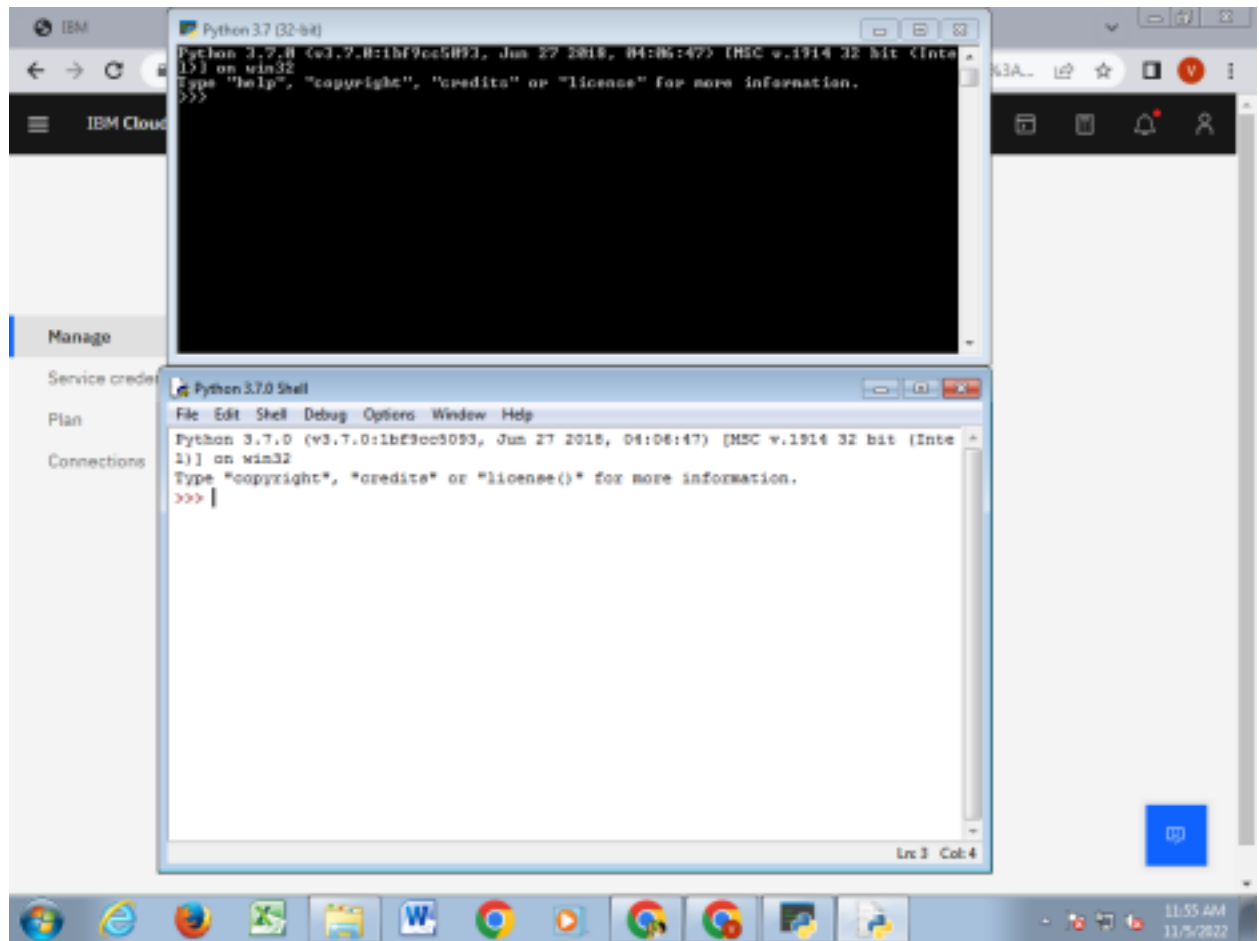 IBM
Python 3.7 (32-bit)
Python 3.7.0 (v3.7.0:1bf9cc5093, Jun 27 2018, 04:06:47) [MSC v.1914 32 bit (Inte
l)] on win32
Type "help", "copyright", "credits" or "license" for more information.
>>>
IBM Cloud
Manage
Service creden
Plan
Connections
Python 3.7.0 Shell
File Edit Shell Debug Options Window Help
Python 3.7.0 (v3.7.0:1bf9cc5093, Jun 27 2018, 04:06:47) [MSC v.1914 32 bit (Inte
l)] on win32
Type "copyright", "credits" or "license()" for more information.
>>>
Ln: 3 Col: 4
11:55 AM
11/5/2022